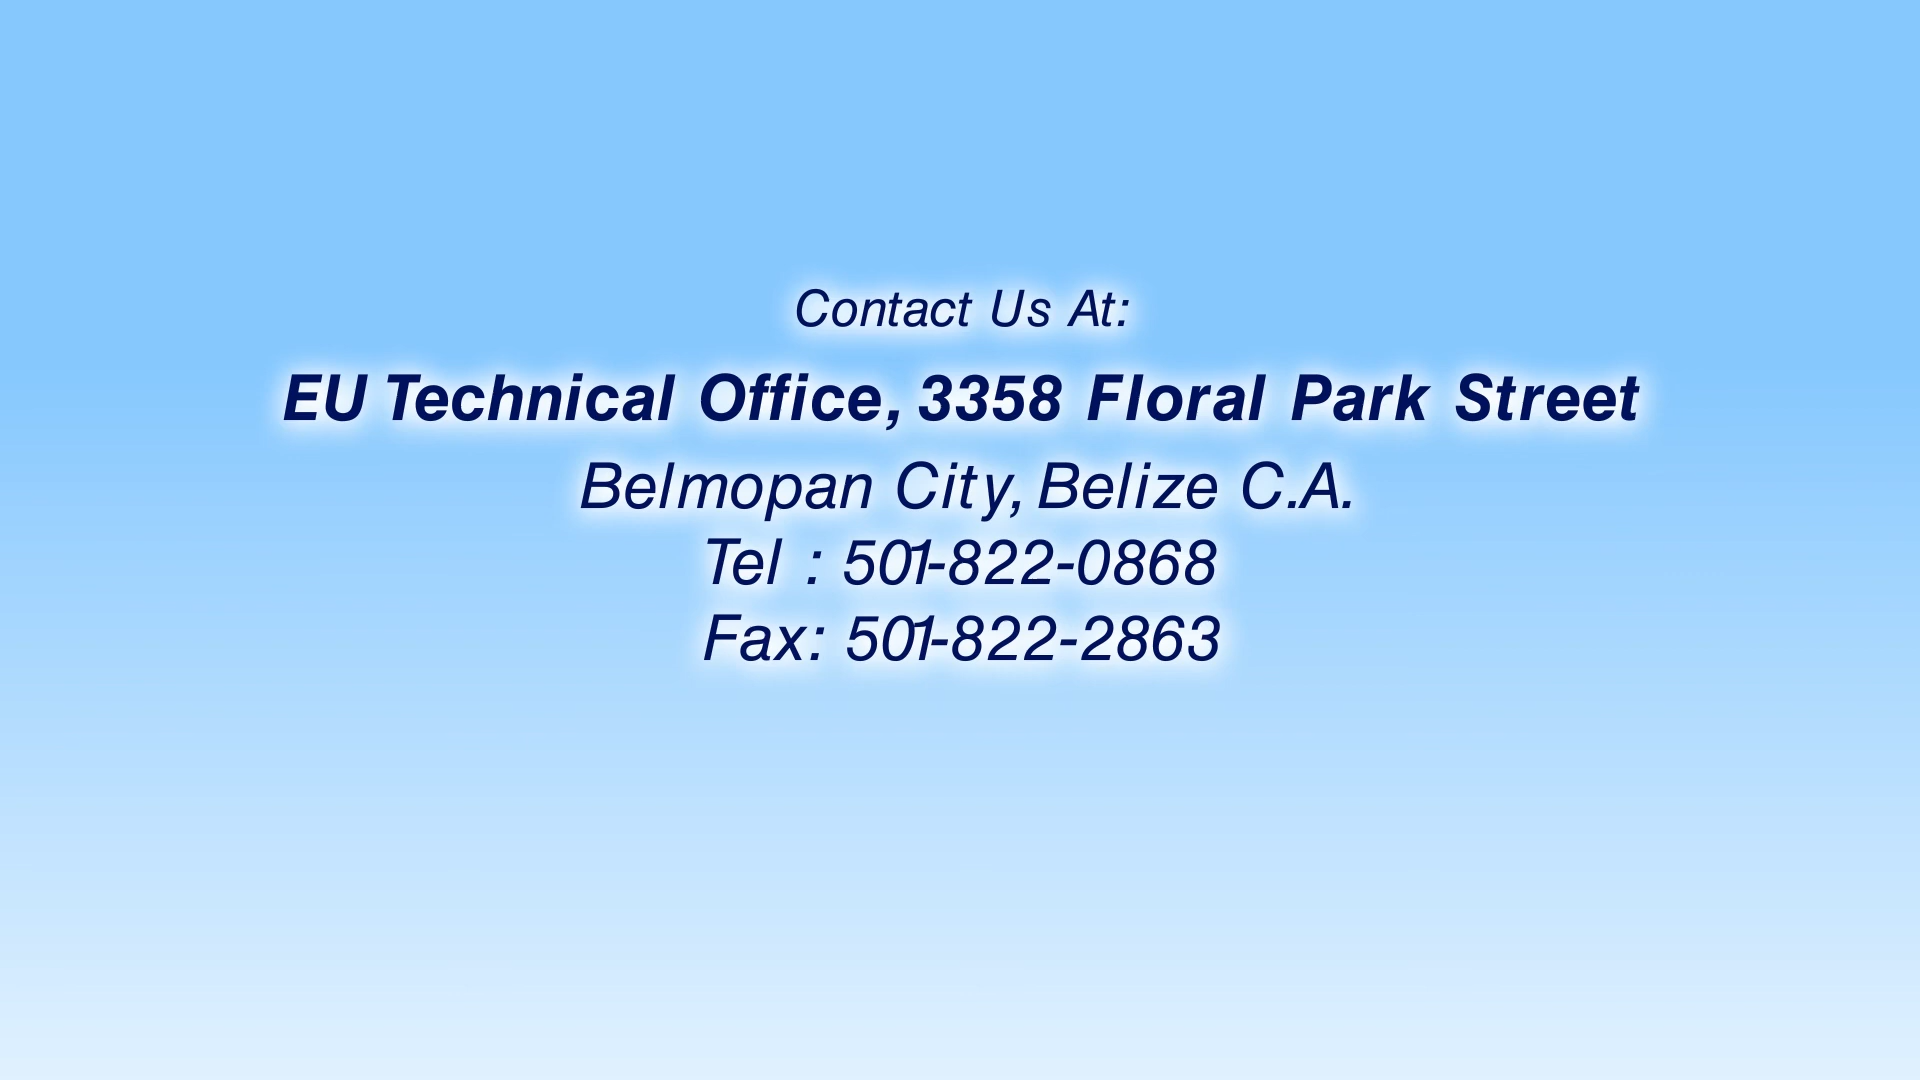 Contact Us At:
EU Technical Office, 3358 Floral Park Street
Belmopan City, Belize C.A.
Tel : 501-822-0868
Fax: 501-822-2863